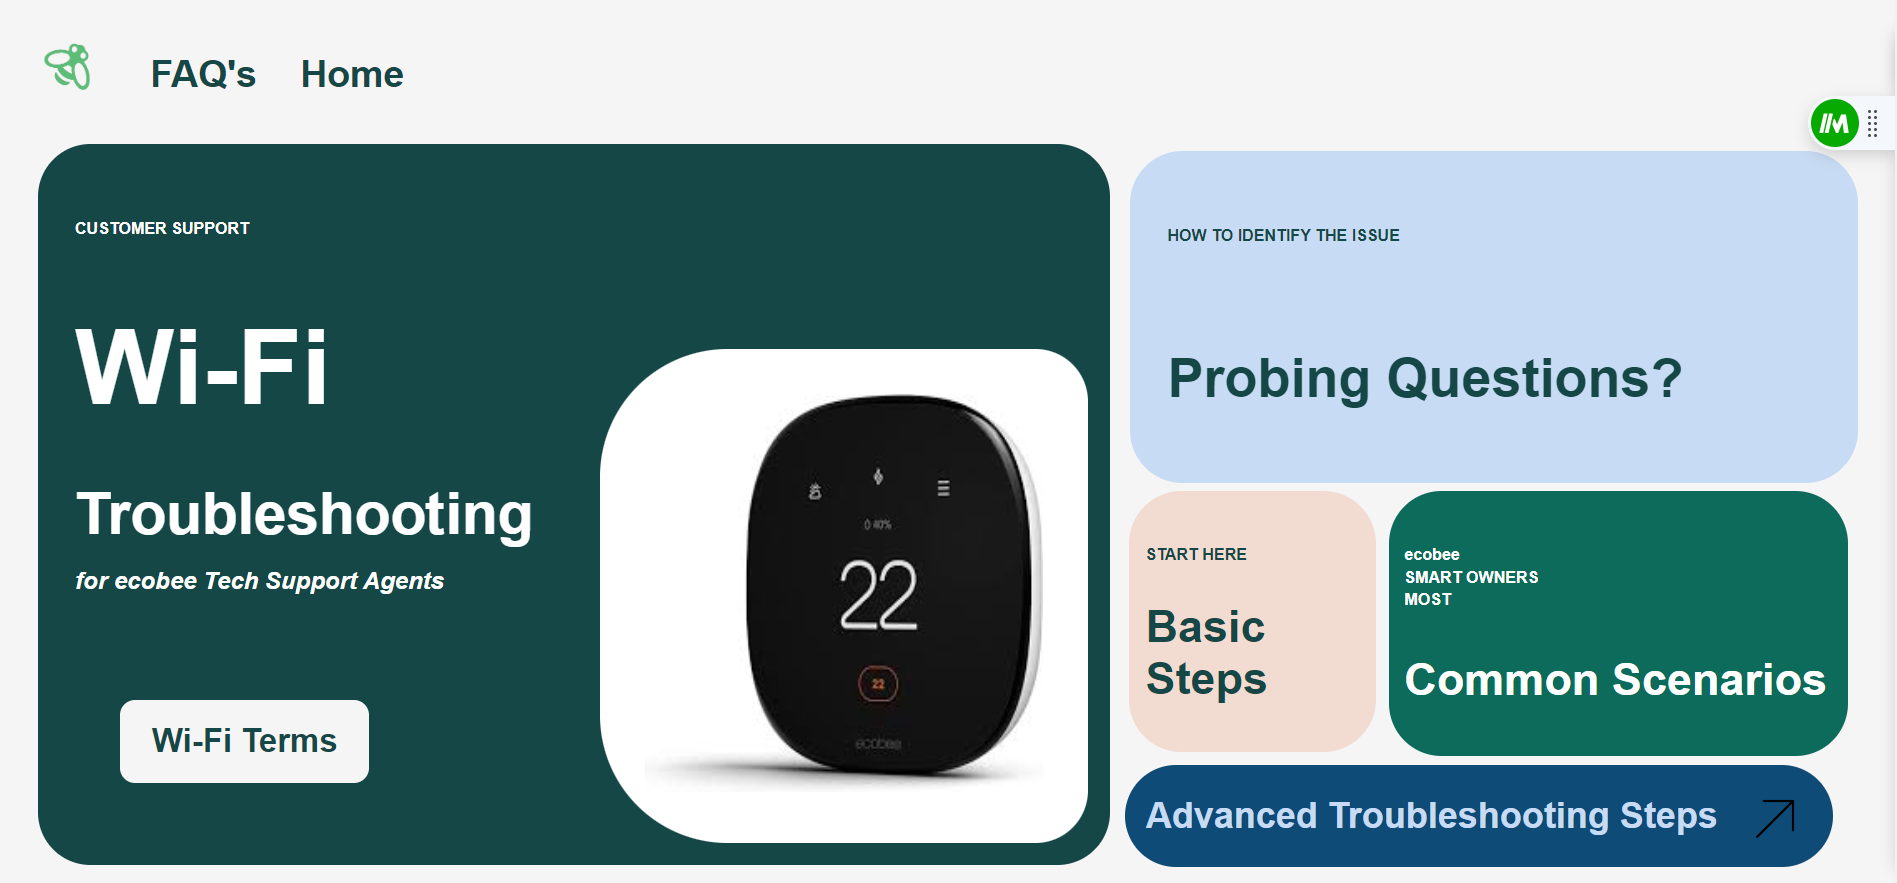 FAQ's Home
CUSTOMER SUPPORT
Wi-Fi
Troubleshooting
for ecobee Tech Support Agents
Wi-Fi Terms
40%
22
22
ecobee
HOW TO IDENTIFY THE ISSUE
Probing Questions?
START HERE
Basic
Steps
ecobee
SMART OWNERS
MOST
Common Scenarios
Advanced Troubleshooting Steps